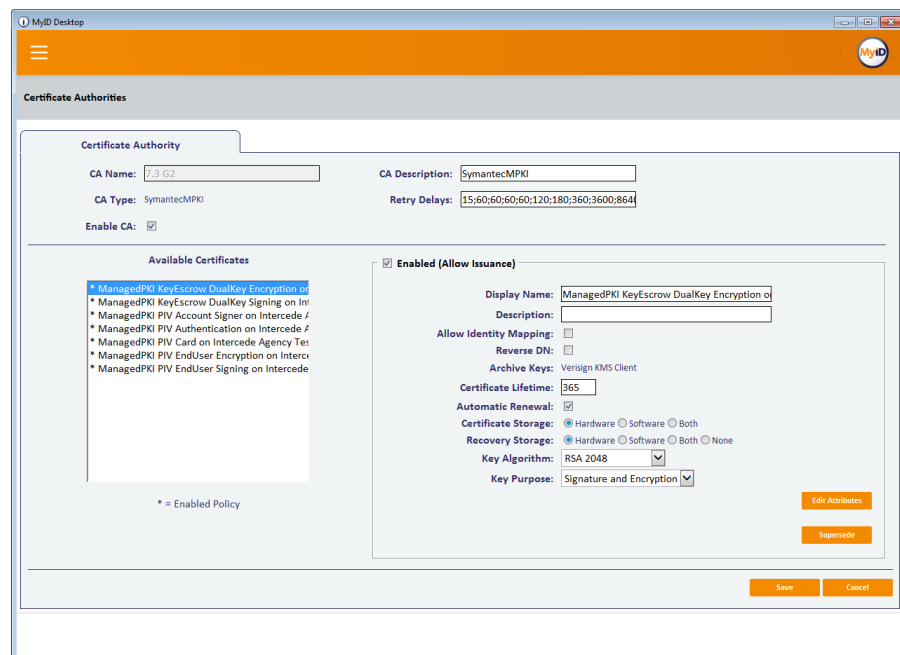 MyID Desktop
MyiD
Certificate Authorities
Certificate Authority
CA Name: 7.3 G2
CA Description: SymantecMPKI
CA Type: SymantecMPKI
Retry Delays: 15;60;60;60;60;120;180;360;3600;8640
Enable CA:
Available Certificates
* ManagedPKI KeyEscrow DualKey Encryption on
* ManagedPKI KeyEscrow DualKey Signing on Int
* ManagedPKI PIV Account Signer on Intercede A
* ManagedPKI PIV Authentication on Intercede A
* ManagedPKI PIV Card on Intercede Agency Tes
* ManagedPKI PIV EndUser Encryption on Interce
* ManagedPKI PIV EndUser Signing on Intercede
* = Enabled Policy
Enabled (Allow Issuance)
Display Name: ManagedPKI KeyEscrow DualKey Encryption on
Description:
Allow Identity Mapping:
Reverse DN:
Archive Keys: Verisign KMS Client
Certificate Lifetime: 365
Automatic Renewal:
Certificate Storage: Hardware Software Both
Recovery Storage: Hardware Software Both None
Key Algorithm: RSA 2048
Key Purpose: Signature and Encryption
Edit Attributes
Supersede
Save Cancel